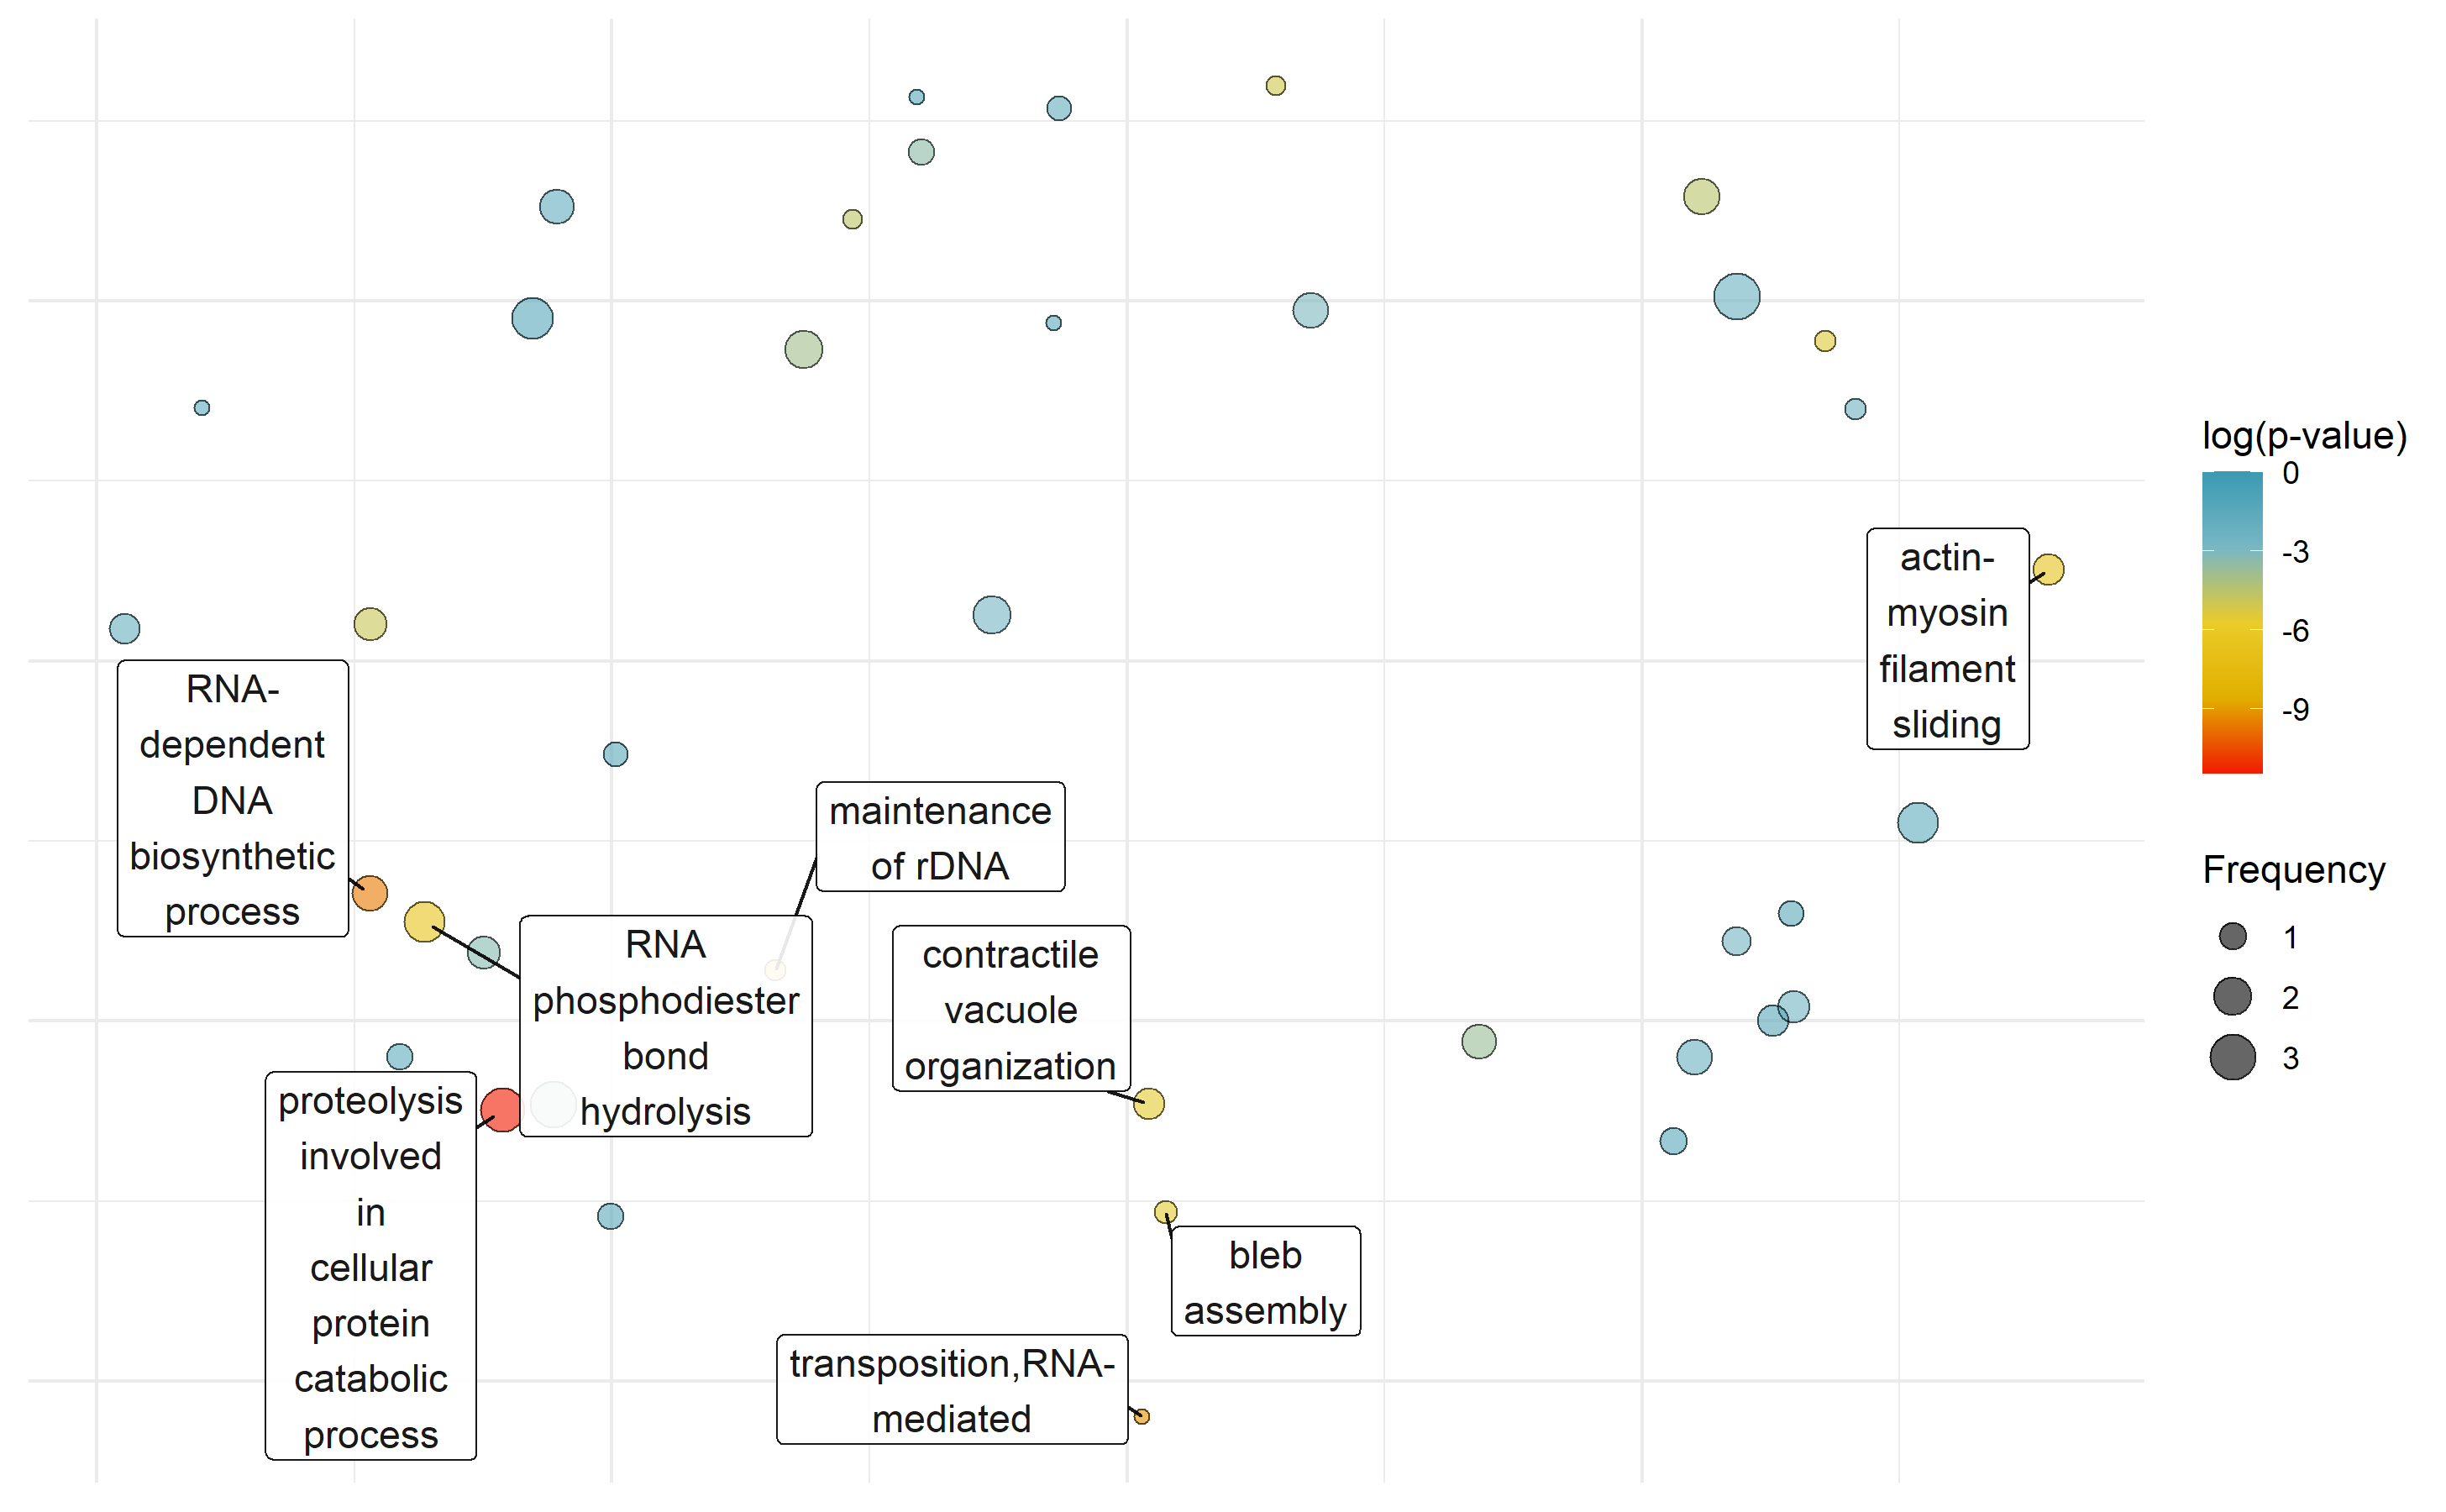 log(p-value)
0
-3
-6
-9
actin-
myosin
filament
sliding
RNA-
dependent
DNA
biosynthetic
process
maintenance
of rDNA
RNA
phosphodiester
bond
hydrolysis
contractile
vacuole
organization
Frequency
1
2
3
proteolysis
involved
in
cellular
protein
catabolic
process
bleb
assembly
transposition,RNA-
mediated